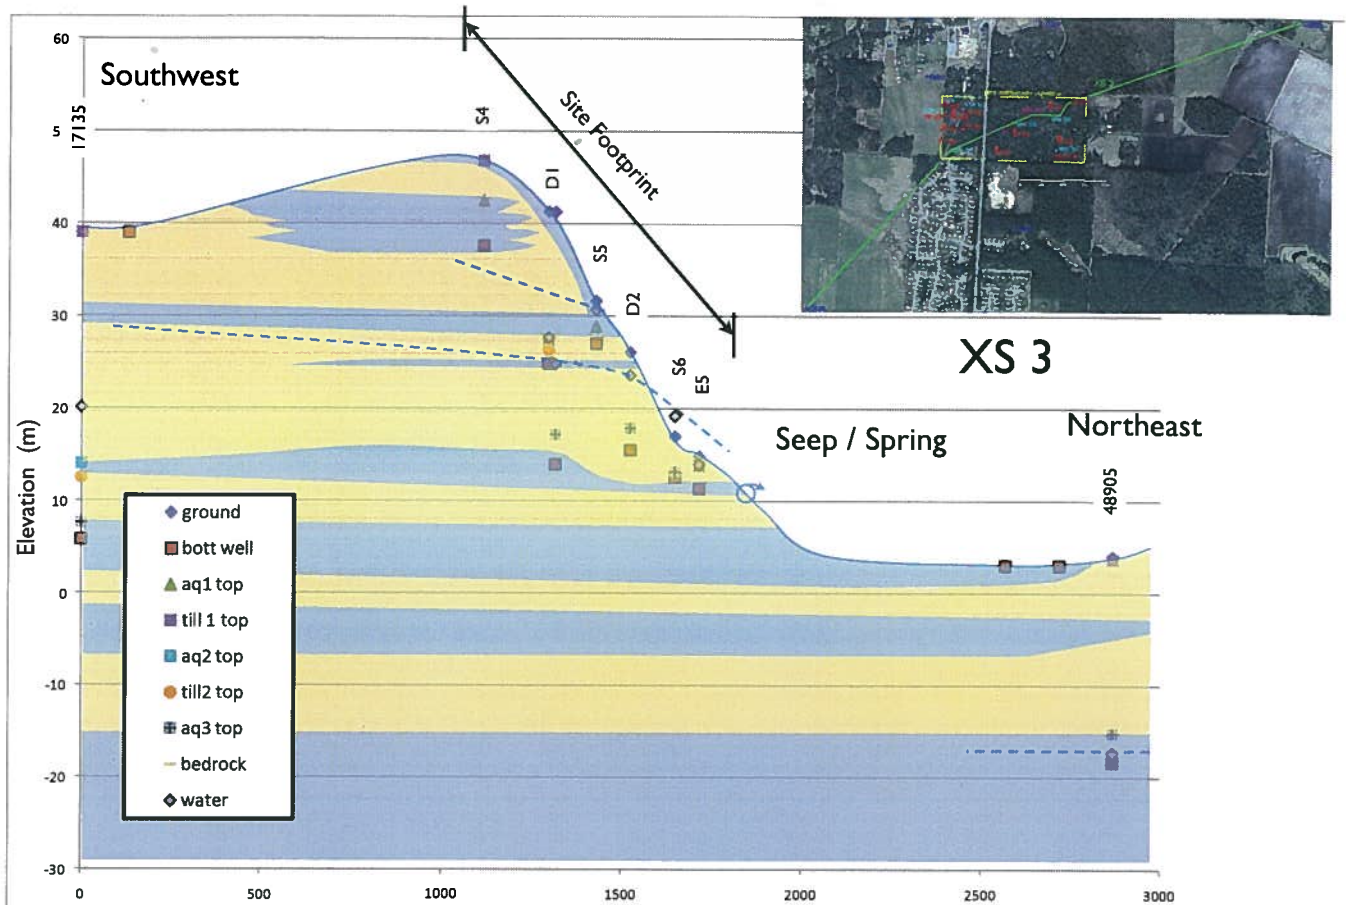 60
Southwest
17135
S4
Site Footprint
5
D1
40
S5
D2
30
S6
E5
XS 3
20
Seep / Spring
Northeast
48905
10
Elevation (m)
ground
bott well
aq1 top
till 1 top
aq2 top
till2 top
aq3 top
bedrock
water
0
-10
-20
-30
0
500
1000
1500
2000
2500
3000